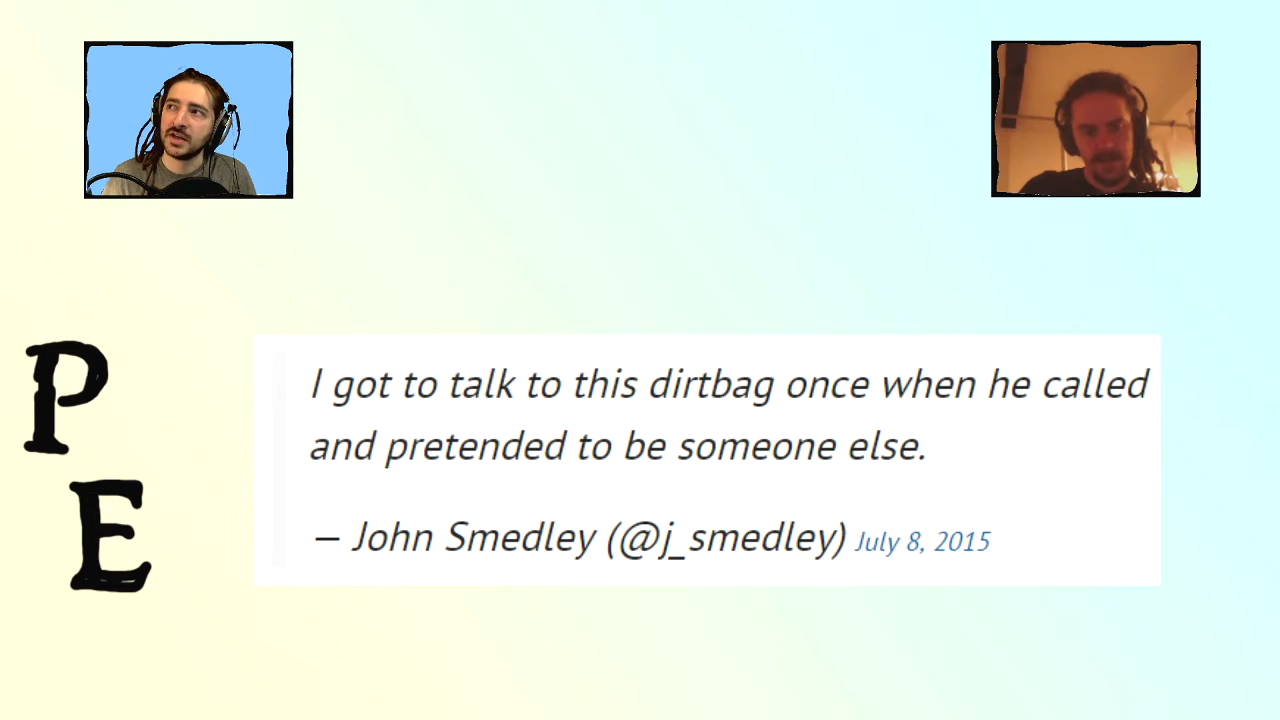 P
E
I got to talk to this dirtbag once when he called
and pretended to be someone else.
— John Smedley (@j_smedley) July 8, 2015